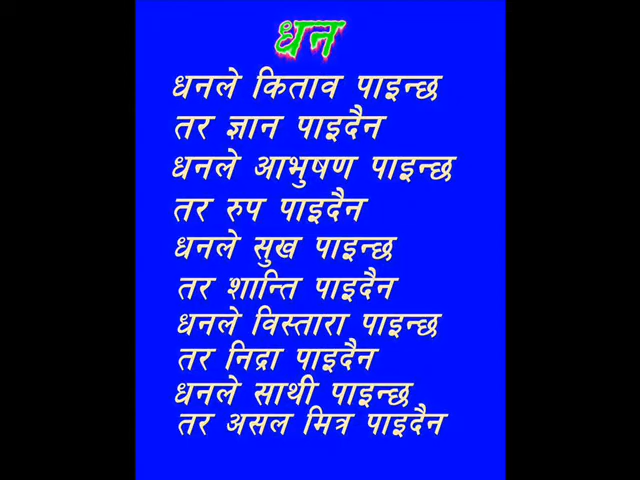 धन
धनले किताव पाइन्छ
तर ज्ञान पाइदैन
धनले आभुषण पाइन्छ
तर रुप पाइदैन
धनले सुख पाइन्छ
तर शान्ति पाइदैन
धनले विस्तारा पाइन्छ
तर निद्रा पाइदैन
धनले साथी पाइन्छ
तर असल मित्र पाइदैन